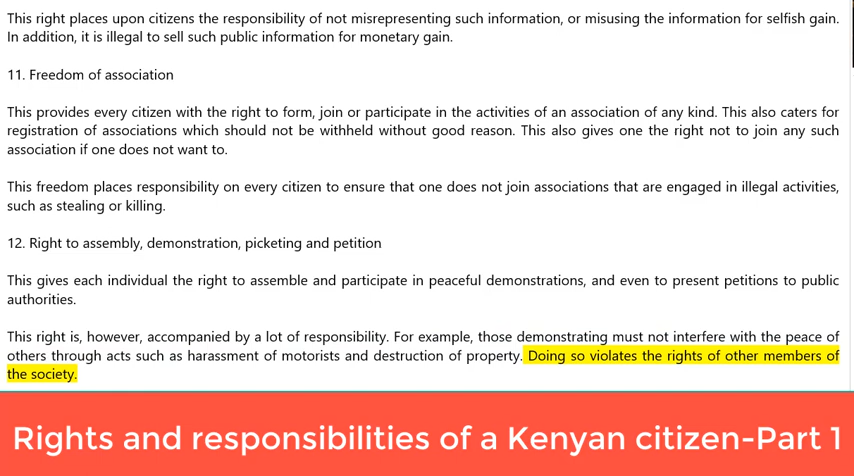 This right places upon citizens the responsibility of not misrepresenting such information, or misusing the information for selfish gain.
In addition, it is illegal to sell such public information for monetary gain.
11. Freedom of association
This provides every citizen with the right to form, join or participate in the activities of an association of any kind. This also caters for
registration of associations which should not be withheld without good reason. This also gives one the right not to join any such
association if one does not want to.
This freedom places responsibility on every citizen to ensure that one does not join associations that are engaged in illegal activities,
such as stealing or killing.
12. Right to assembly, demonstration, picketing and petition
This gives each individual the right to assemble and participate in peaceful demonstrations, and even to present petitions to public
authorities.
This right is, however, accompanied by a lot of responsibility. For example, those demonstrating must not interfere with the peace of
others through acts such as harassment of motorists and destruction of property. Doing so violates the rights of other members of
the society.
Rights and responsibilities of a Kenyan citizen-Part 1